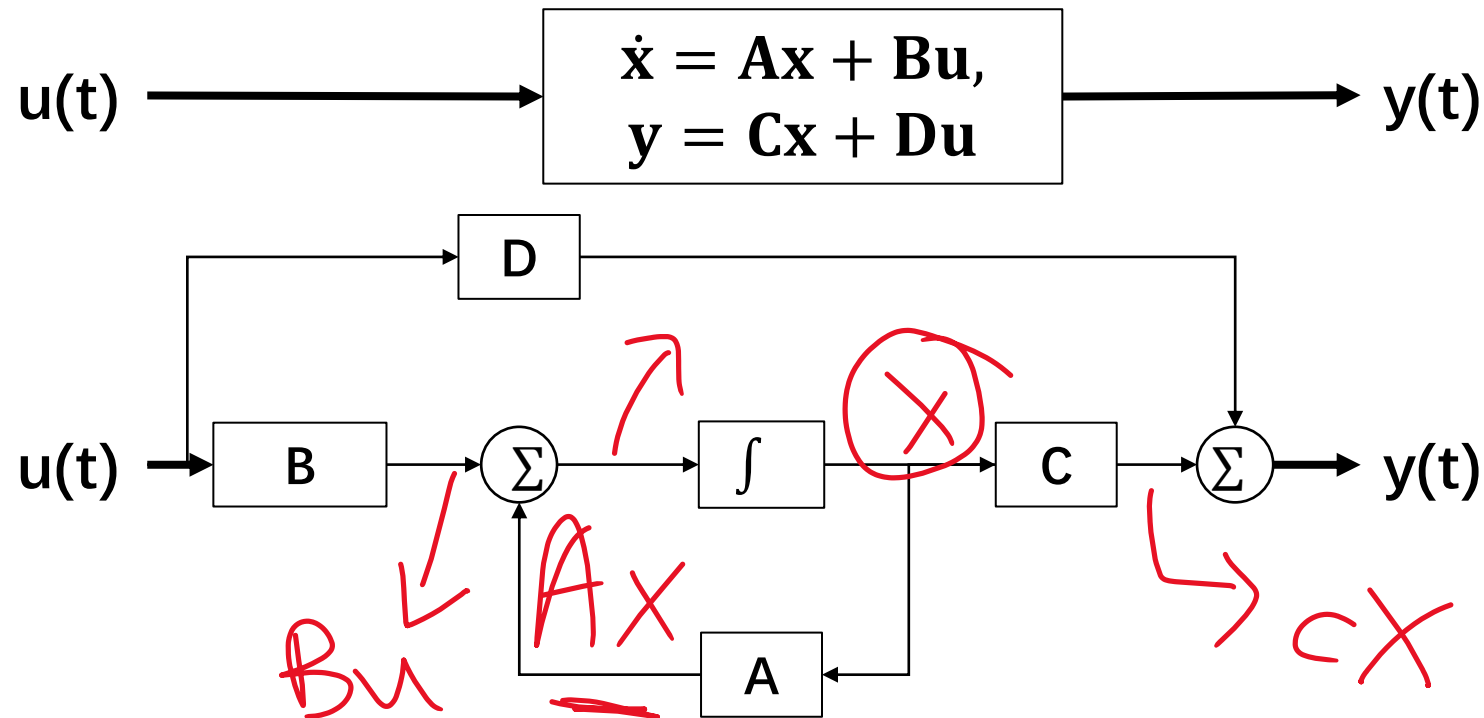 ẋ = Ax + Bu,
u(t) y(t)
y = Cx + Du
D
x
u(t) B Σ ∫ C Σ y(t)
Ax
Bu A cx